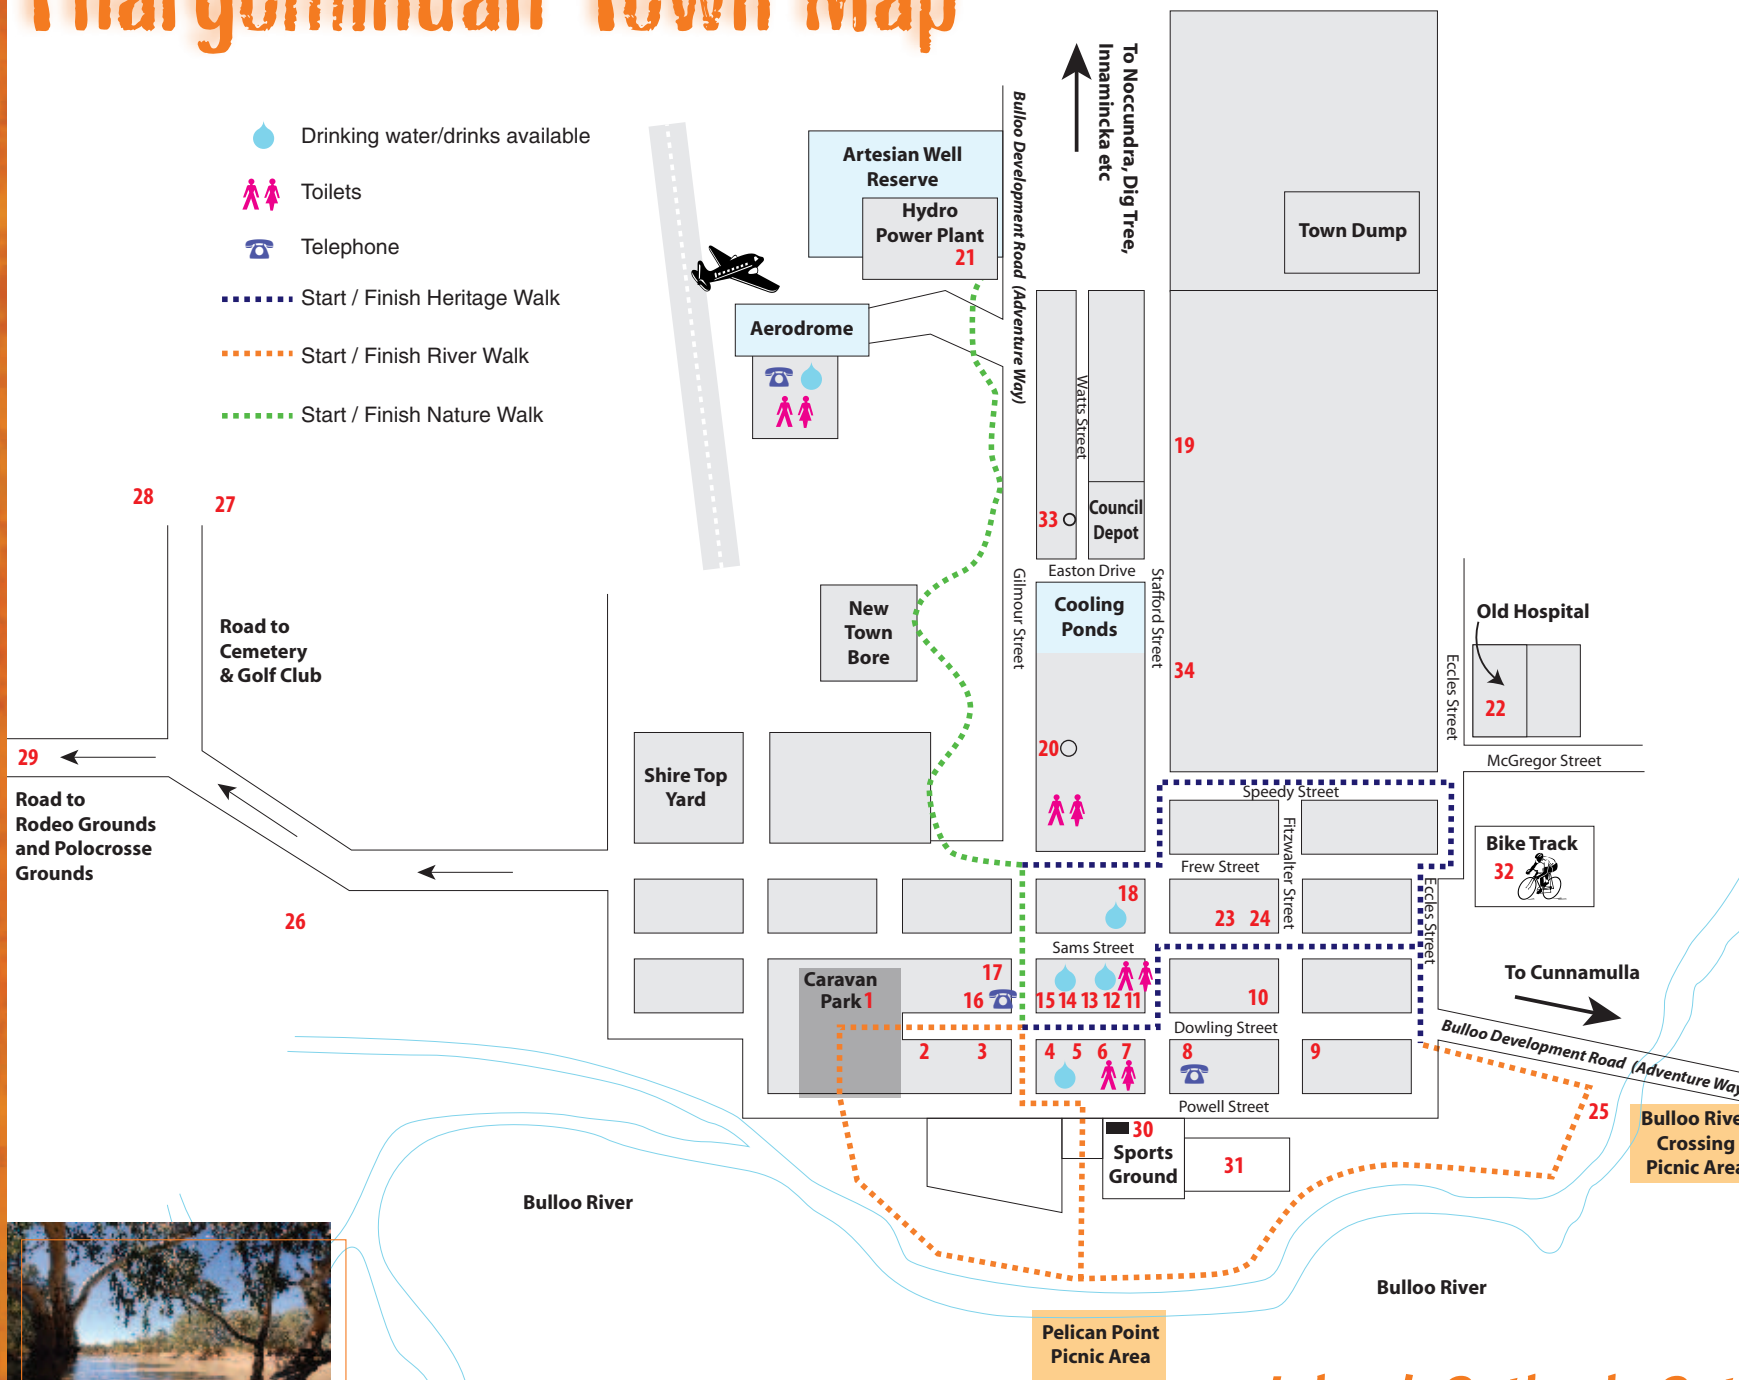 Thargomindah Town Map
Drinking water/drinks available
Toilets
Telephone
Start / Finish Heritage Walk
Start / Finish River Walk
Start / Finish Nature Walk
To Noccundra, Dig Tree,
Innamincka etc
Bulloo Development Road (Adventure Way)
Artesian Well
Reserve
Hydro
Power Plant
21
Town Dump
Aerodrome
Watts Street
19
28
27
33
Council
Depot
Easton Drive
Gilmour Street
Stafford Street
Cooling
Ponds
New
Town
Bore
Old Hospital
22
Eccles Street
McGregor Street
Road to
Cemetery
& Golf Club
34
29
20
Shire Top
Yard
Speedy Street
Road to
Rodeo Grounds
and Polocrosse
Grounds
Fitzwalter Street
Bike Track
32
Frew Street
Eccles Street
18
23
24
26
Sams Street
To Cunnamulla
Caravan
Park 1
17
16
15 14 13 12 11
10
Dowling Street
Bulloo Development Road (Adventure Way
2
3
4
5
6
7
8
9
Powell Street
25
Bulloo Rive
Crossing
Picnic Area
30
Sports
Ground
31
Bulloo River
Bulloo River
Pelican Point
Picnic Area